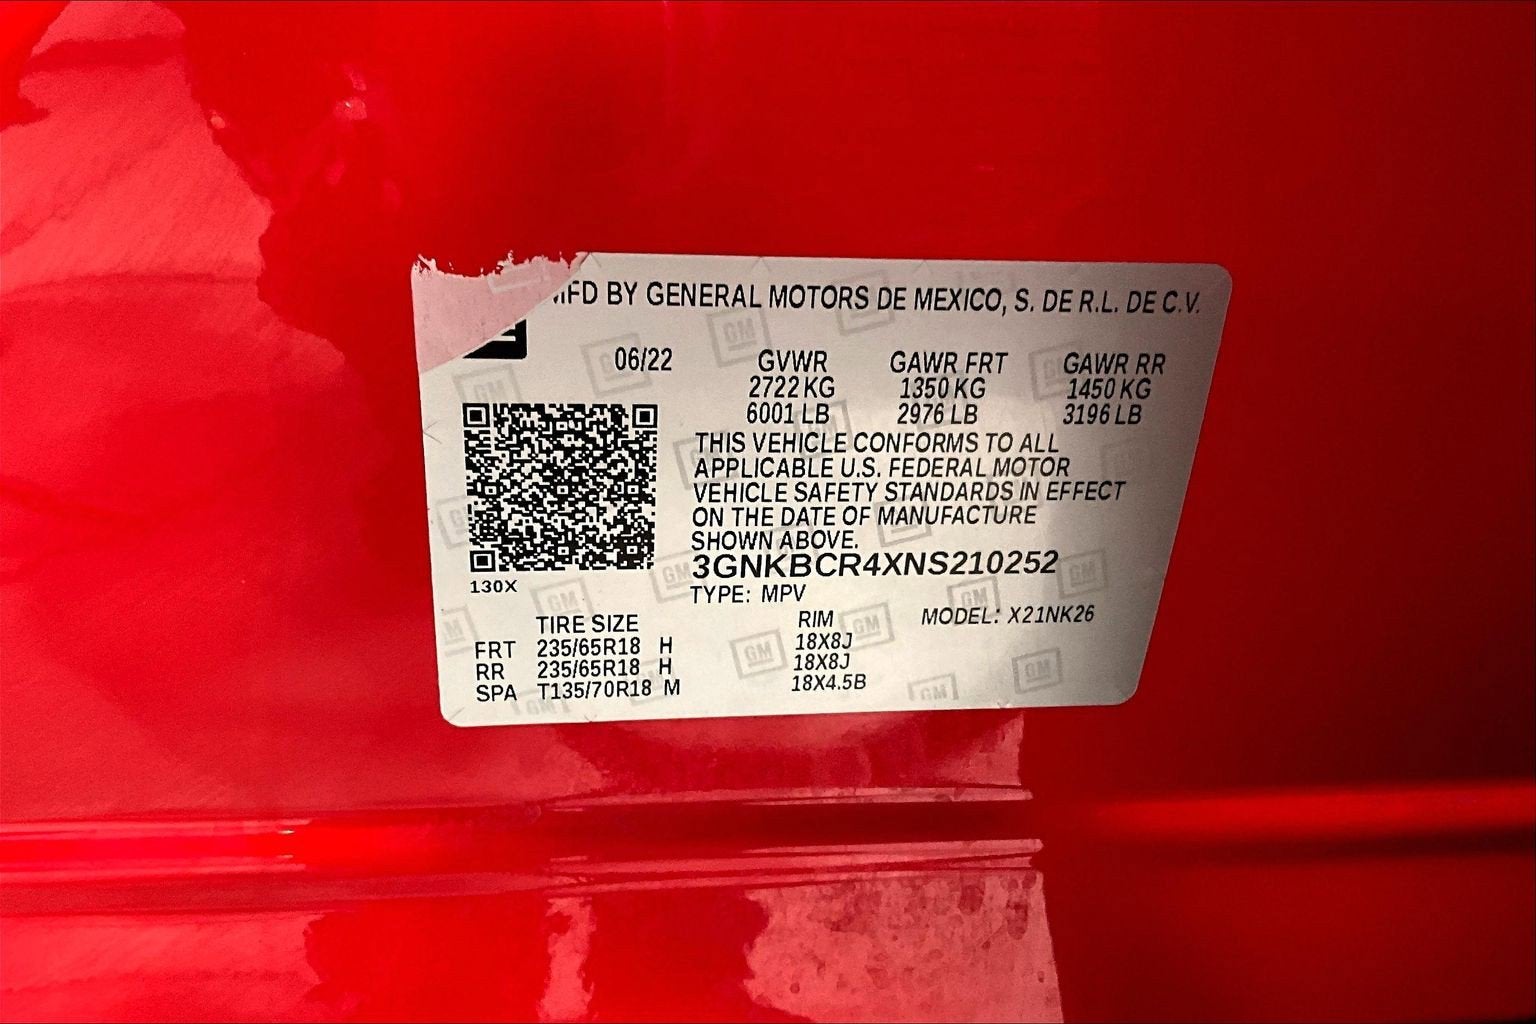 MFD BY GENERAL MOTORS DE MEXICO, S. DE R.L. DE C.V.
06/22 GVWR GAWR FRT GAWR RR
2722 KG 1350 KG 1450 KG
6001 LB 2976 LB 3196 LB
THIS VEHICLE CONFORMS TO ALL
APPLICABLE U.S. FEDERAL MOTOR
VEHICLE SAFETY STANDARDS IN EFFECT
ON THE DATE OF MANUFACTURE
SHOWN ABOVE.
3GNKBCR4XNS210252
130X
TYPE: MPV
MODEL: X21NK26
TIRE SIZE RIM
FRT 235/65R18 H 18X8J
RR 235/65R18 H 18X8J
SPA T135/70R18 M 18X4.5B
GM